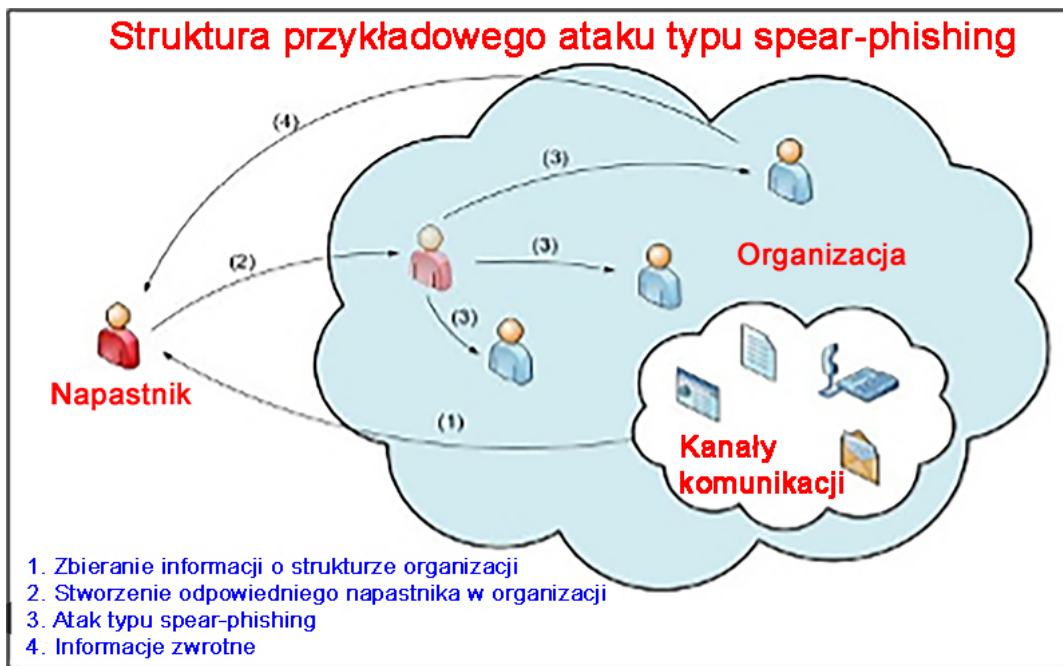 Struktura przykładowego ataku typu spear-phishing
(4)
(3)
(2)
(3)
Organizacja
(3)
Napastnik
(1)
Kanały
komunikacji
1. Zbieranie informacji o strukturze organizacji
2. Stworzenie odpowiedniego napastnika w organizacji
3. Atak typu spear-phishing
4. Informacje zwrotne